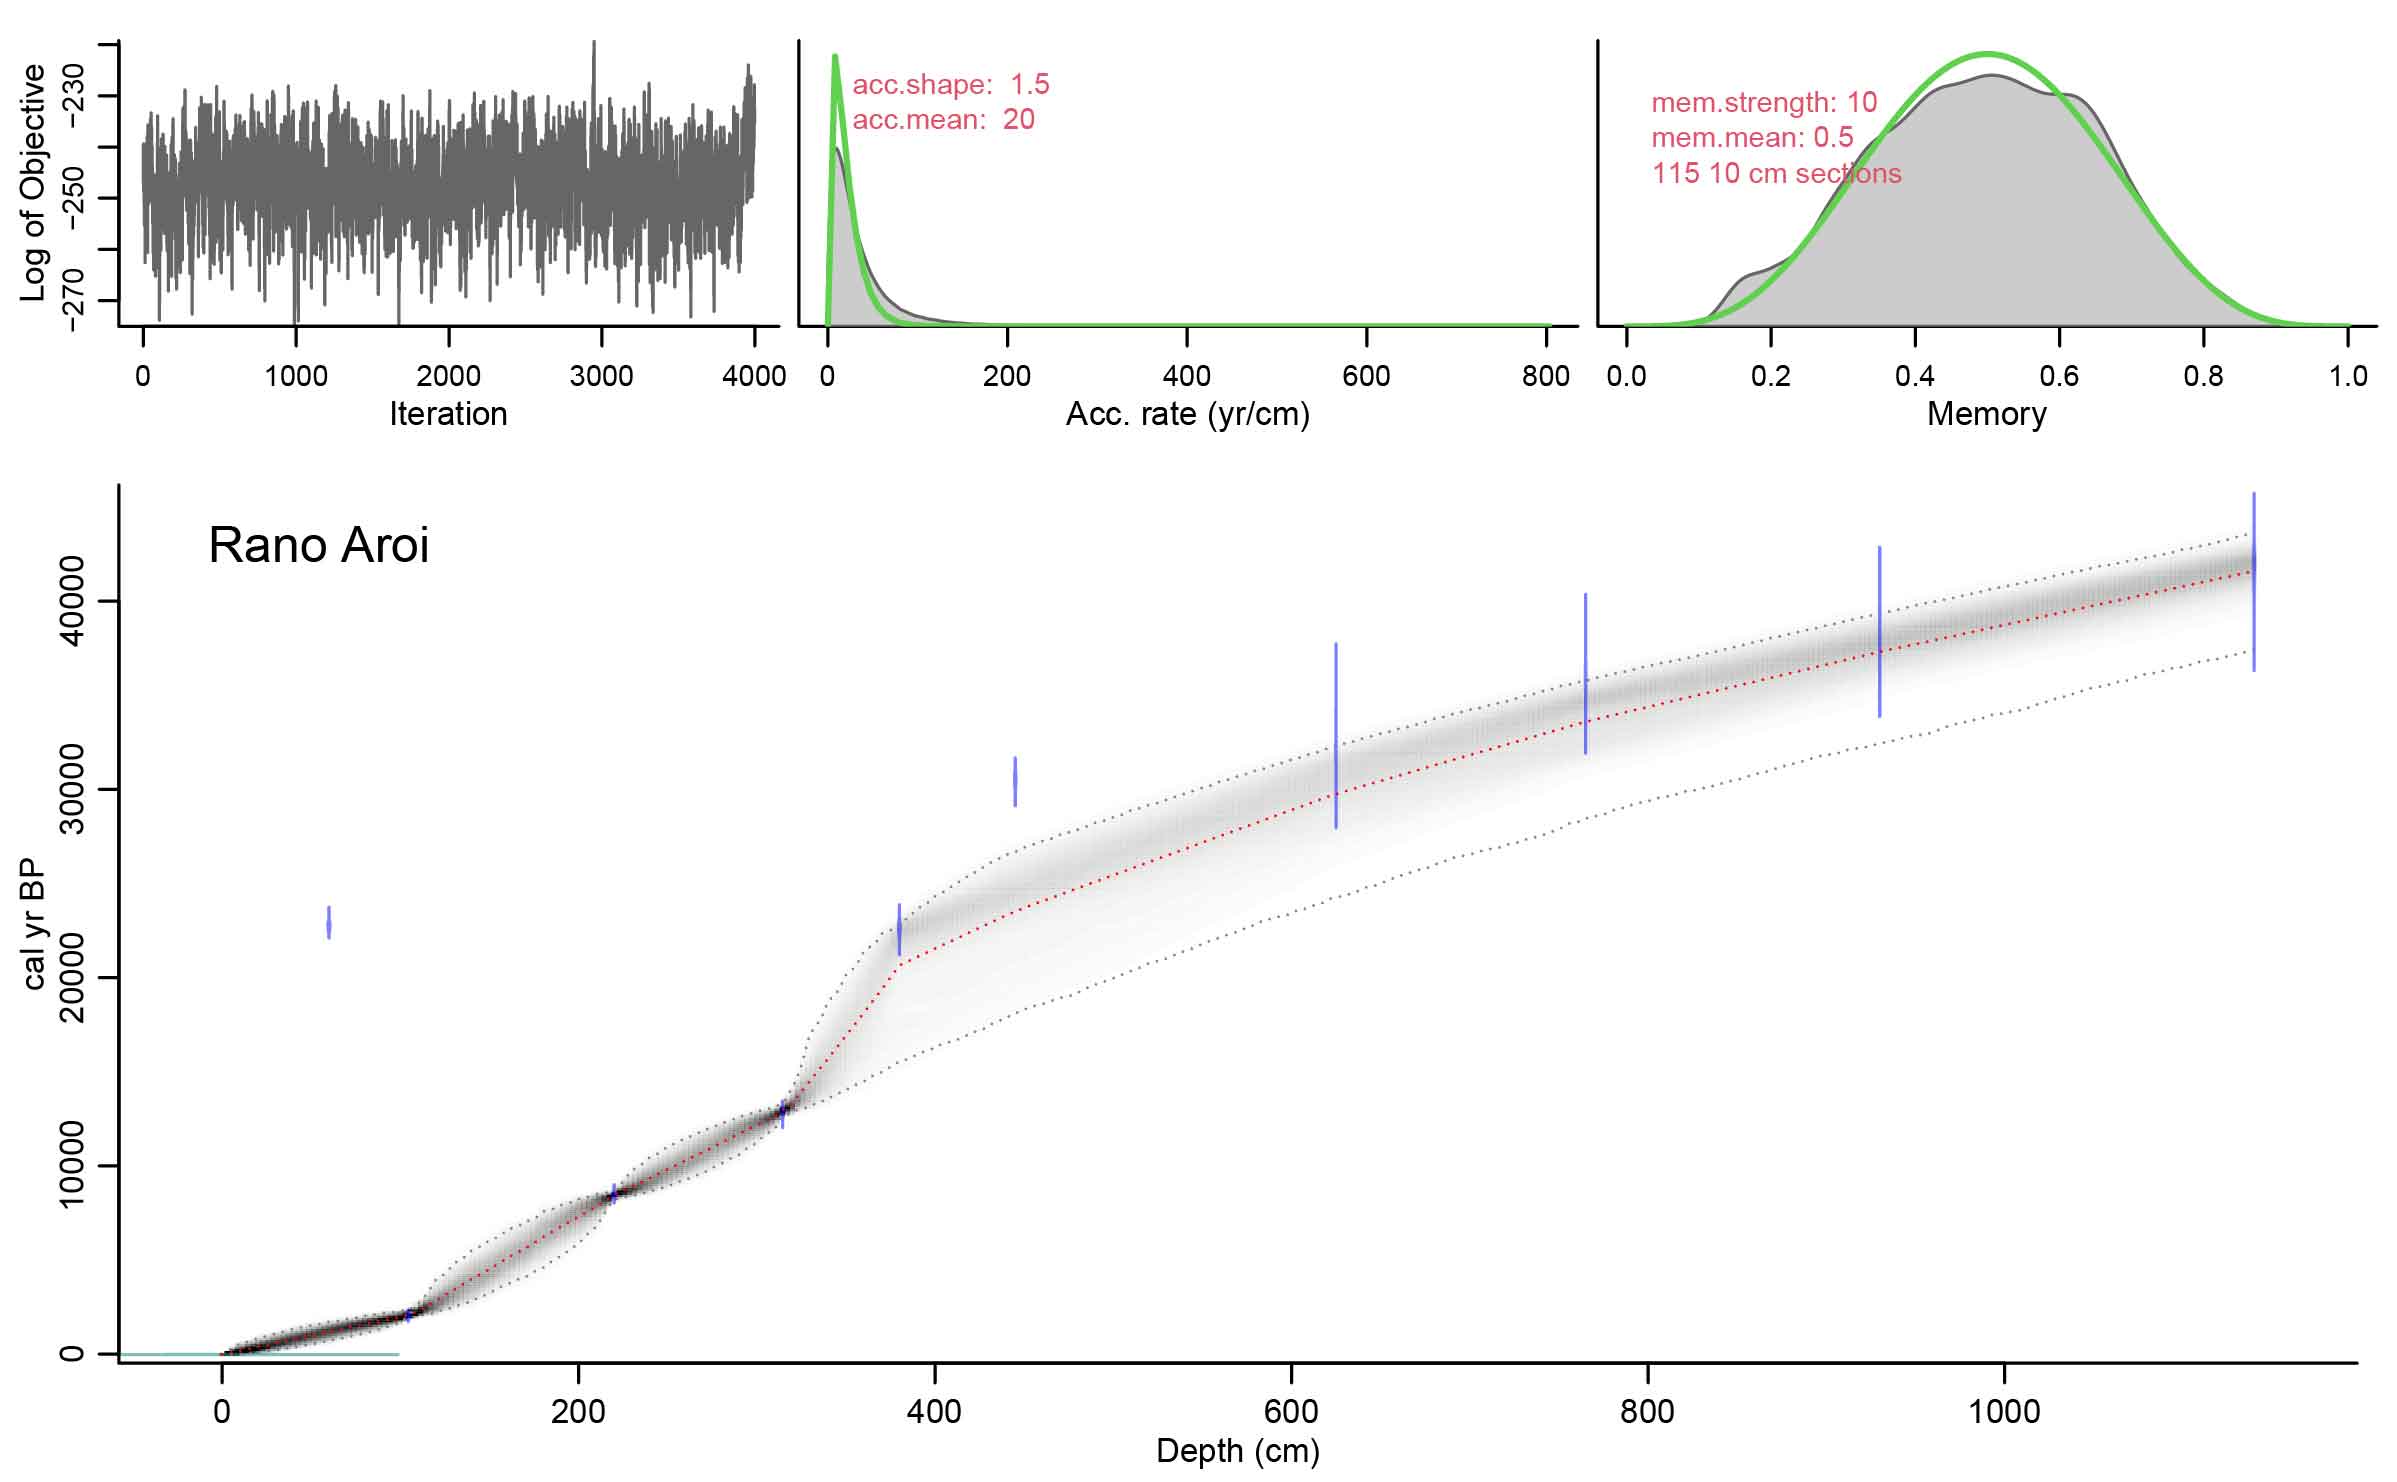 Log of Objective
-270
-250
-230
0
1000
2000
3000
4000
Iteration
acc.shape: 1.5
acc.mean: 20
0
200
400
600
800
Acc. rate (yr/cm)
mem.strength: 10
mem.mean: 0.5
115 10 cm sections
0.0
0.2
0.4
0.6
0.8
1.0
Memory
Rano Aroi
cal yr BP
0
10000
20000
30000
40000
0
200
400
600
800
1000
Depth (cm)